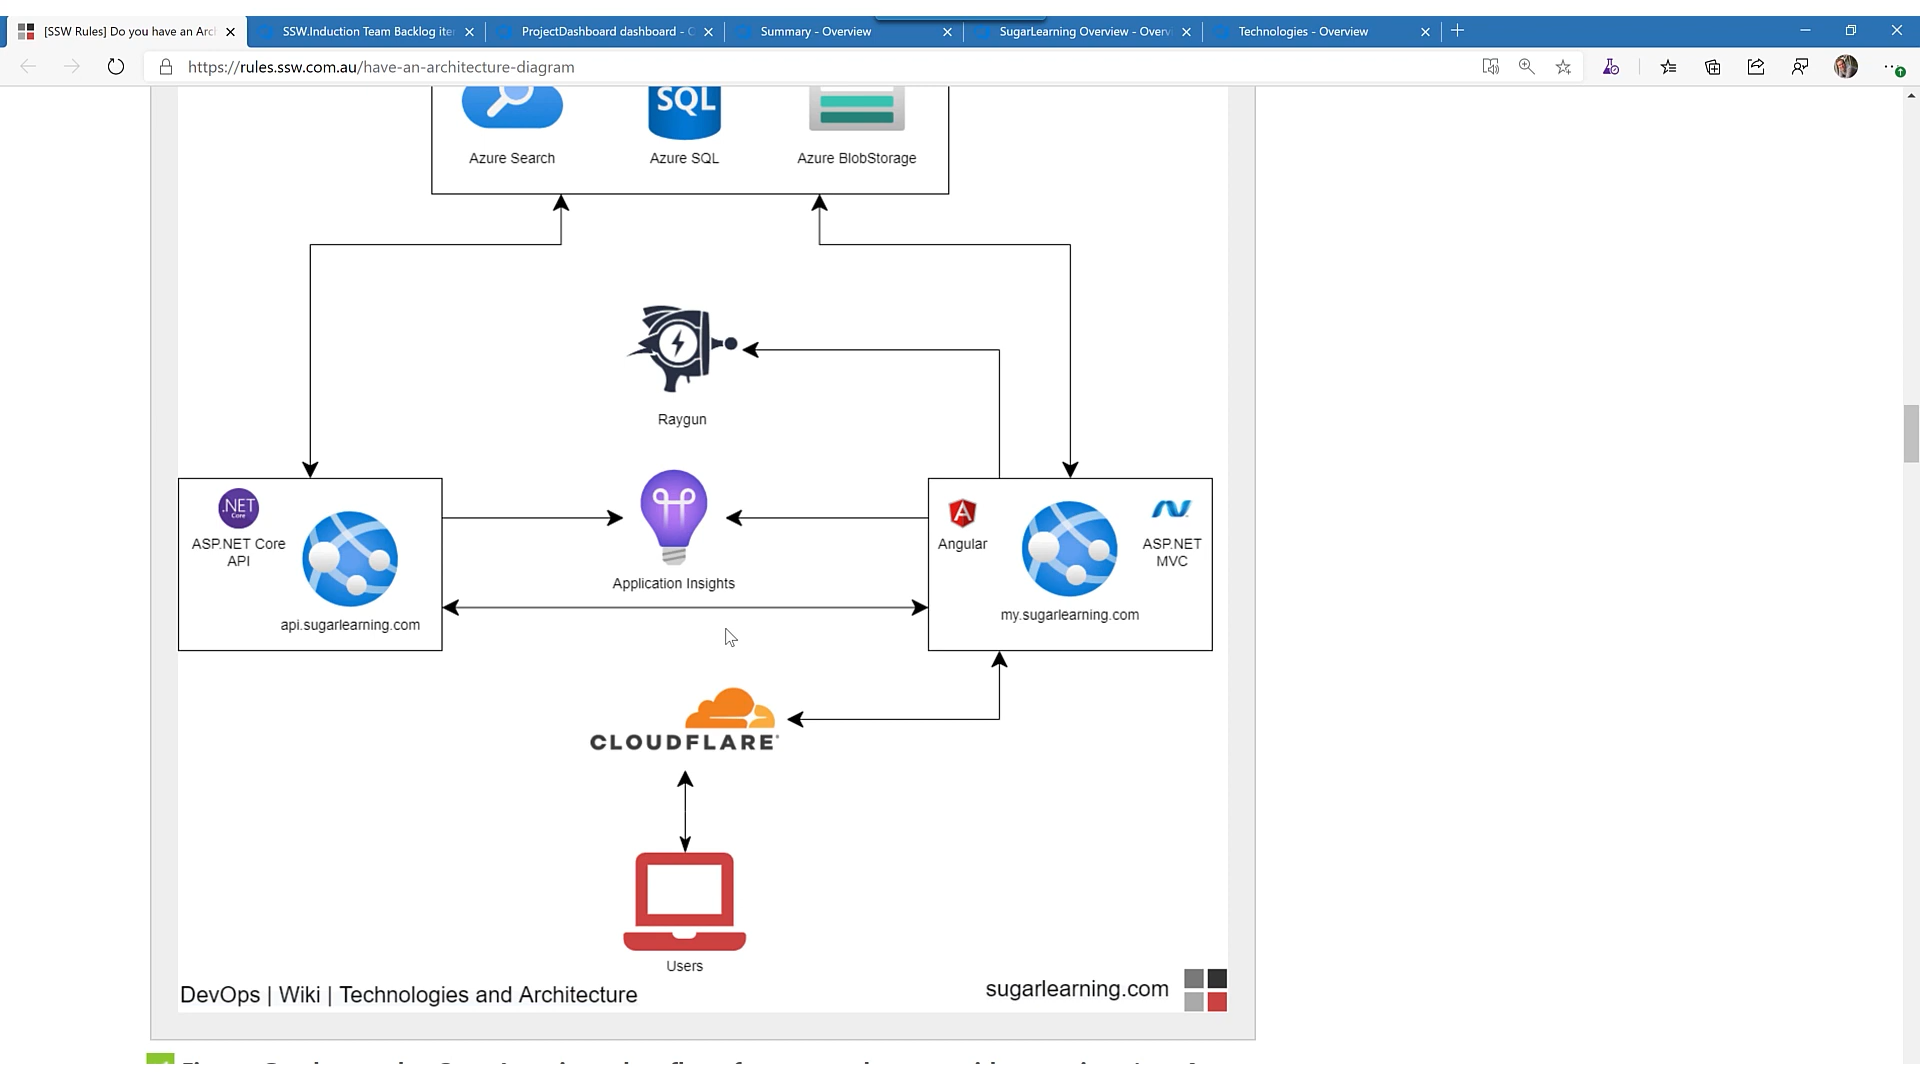 [SSW Rules] Do you have an Arc
SSW.Induction Team Backlog ite
ProjectDashboard dashboard - O
Summary - Overview
SugarLearning Overview - Overv
Technologies - Overview
https://rules.ssw.com.au/have-an-architecture-diagram
SQL
Azure Search
Azure SQL
Azure BlobStorage
Raygun
.NET
Core
ASP.NET Core
API
api.sugarlearning.com
Application Insights
Angular
ASP.NET
MVC
my.sugarlearning.com
CLOUDFLARE
Users
DevOps | Wiki | Technologies and Architecture
sugarlearning.com